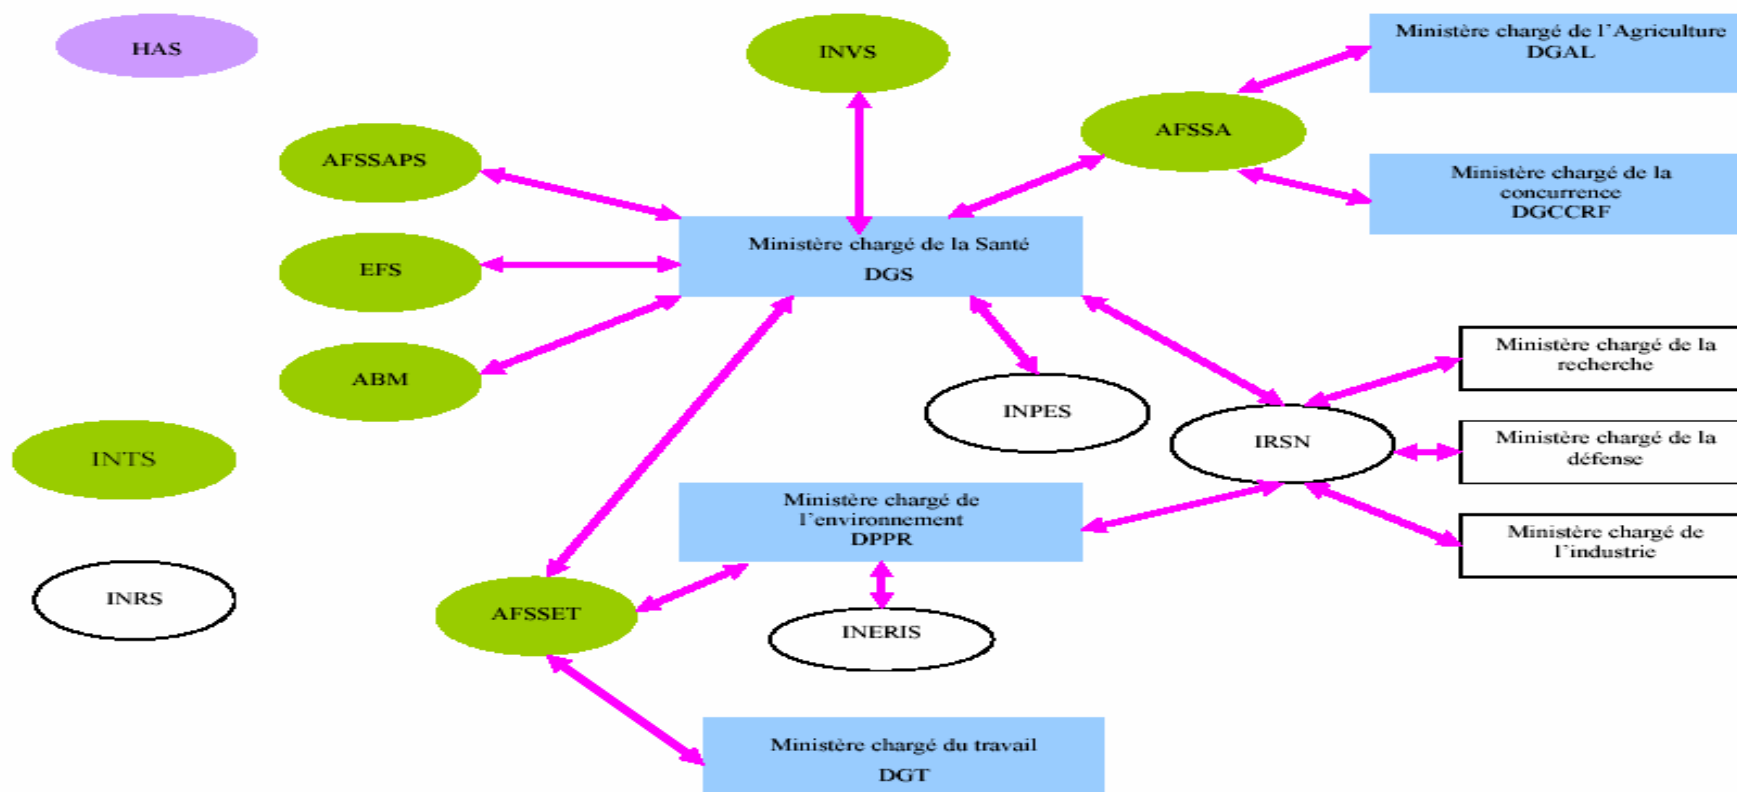 HAS
INVS
Ministère chargé de l'Agriculture
DGAL
AFSSA
AFSSAPS
Ministère chargé de la
concurrence
DGCCRF
Ministère chargé de la Santé
DGS
EFS
ABM
Ministère chargé de la
recherche
INPES
IRSN
Ministère chargé de la
défense
INTS
Ministère chargé de
l'environnement
DPPR
Ministère chargé de
l'industrie
INRS
AFSSET
INERIS
Ministère chargé du travail
DGT